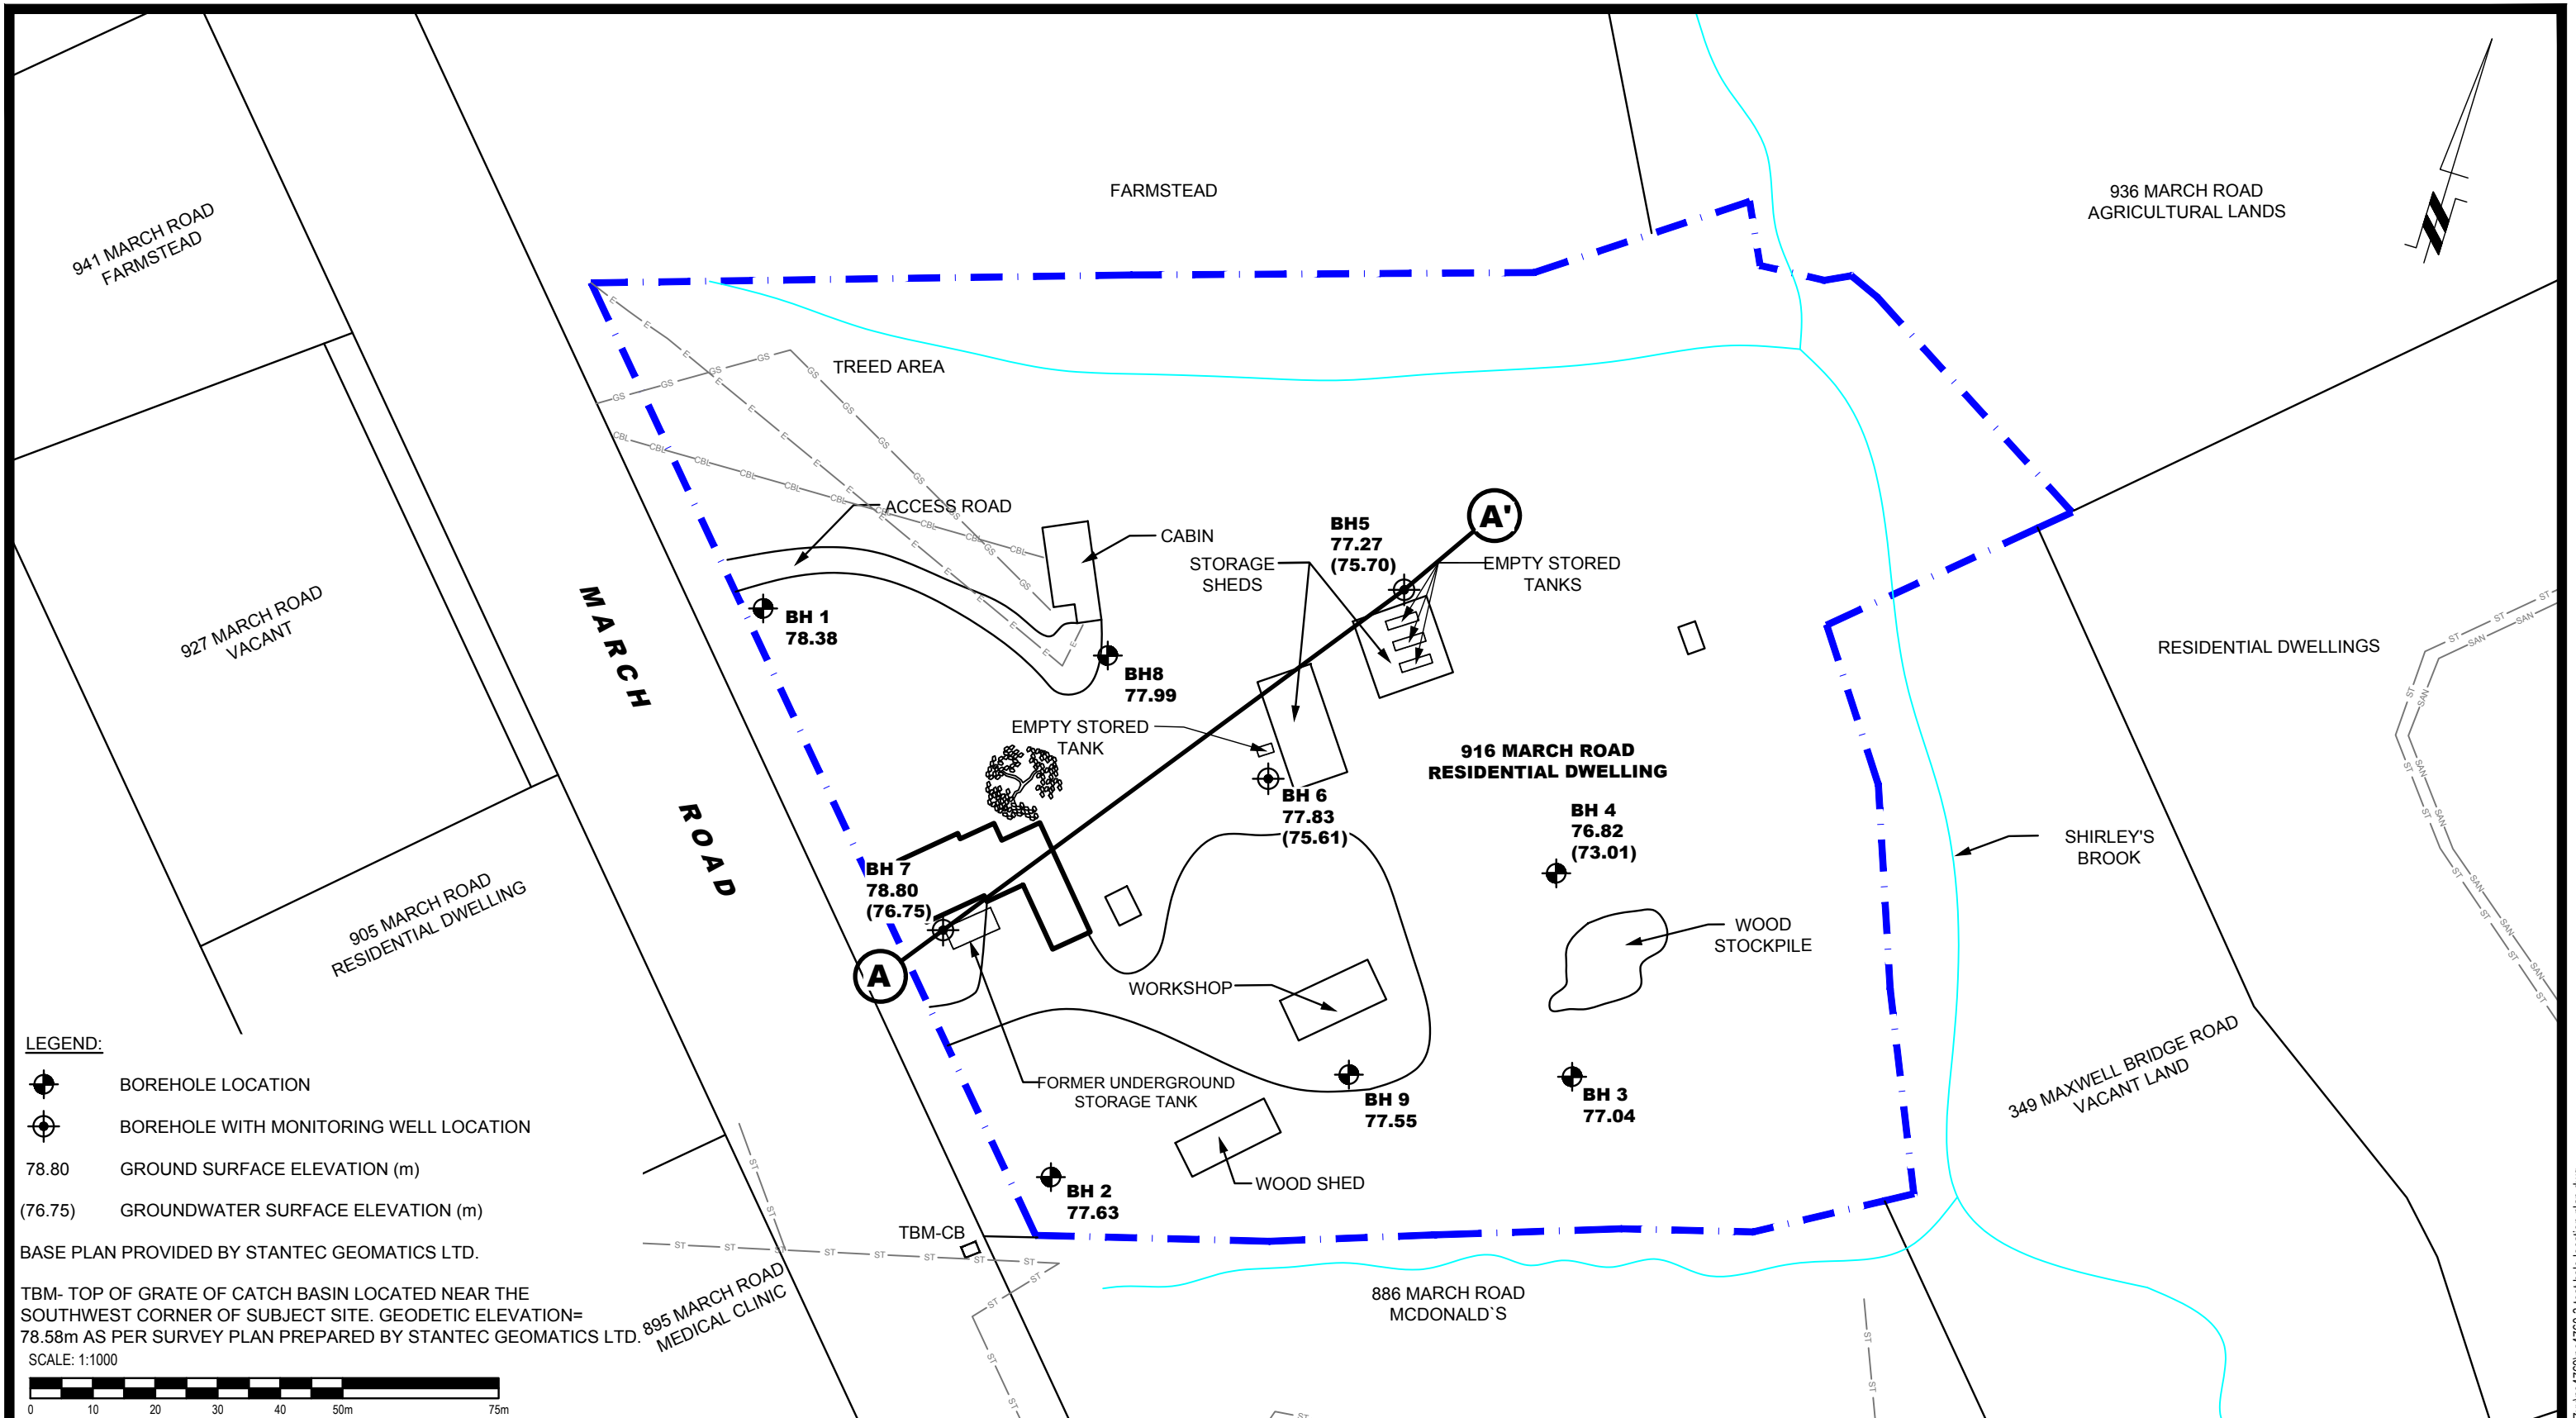 FARMSTEAD
936 MARCH ROAD
AGRICULTURAL LANDS
941 MARCH ROAD
FARMSTEAD
TREED AREA
ACCESS ROAD
CABIN
BH5
77.27
(75.70)
A'
STORAGE
SHEDS
EMPTY STORED
TANKS
927 MARCH ROAD
VACANT
MARCH
ROAD
BH 1
78.38
BH8
77.99
RESIDENTIAL DWELLINGS
EMPTY STORED
TANK
916 MARCH ROAD
RESIDENTIAL DWELLING
BH 6
77.83
(75.61)
BH 4
76.82
(73.01)
SHIRLEY'S
BROOK
BH 7
78.80
(76.75)
A
905 MARCH ROAD
RESIDENTIAL DWELLING
WOOD
STOCKPILE
WORKSHOP
FORMER UNDERGROUND
STORAGE TANK
BH 9
77.55
BH 3
77.04
349 MAXWELL BRIDGE ROAD
VACANT LAND
WOOD SHED
BH 2
77.63
TBM-CB
895 MARCH ROAD
MEDICAL CLINIC
886 MARCH ROAD
MCDONALD`S
LEGEND:
BOREHOLE LOCATION
BOREHOLE WITH MONITORING WELL LOCATION
78.80 GROUND SURFACE ELEVATION (m)
(76.75) GROUNDWATER SURFACE ELEVATION (m)
BASE PLAN PROVIDED BY STANTEC GEOMATICS LTD.
TBM- TOP OF GRATE OF CATCH BASIN LOCATED NEAR THE
SOUTHWEST CORNER OF SUBJECT SITE. GEODETIC ELEVATION=
78.58m AS PER SURVEY PLAN PREPARED BY STANTEC GEOMATICS LTD.
SCALE: 1:1000
0 10 20 30 40 50m 75m